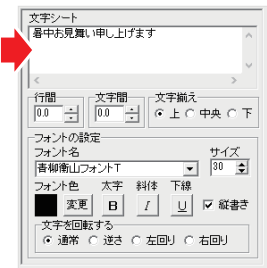 文字シート
暑中お見舞い申し上げます
行間 文字間 文字揃え
0.0 0.0 上 中央 下
フォントの設定
フォント名 サイズ
青柳衡山フォントT 30
フォント色 太字 斜体 下線
変更 B I U 縦書き
文字を回転する
通常 逆さ 左回り 右回り